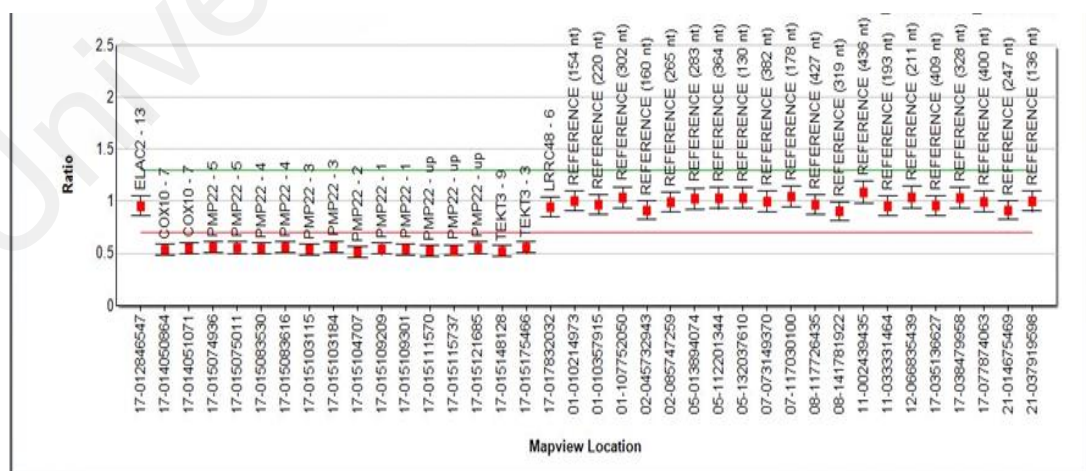 Unive
Ratio
2.5
2
1.5
1
0.5
0
ELAC2 - 13
COX10 - 7
COX10 - 7
PMP22 - 5
PMP22 - 5
PMP22 - 4
PMP22 - 4
PMP22 - 3
PMP22 - 3
PMP22 - 2
PMP22 - 1
PMP22 - 1
PMP22 - up
PMP22 - up
PMP22 - up
TEKT3 - 9
TEKT3 - 3
LRRC48 - 6
REFERENCE (154 nt)
REFERENCE (220 nt)
REFERENCE (302 nt)
REFERENCE (160 nt)
REFERENCE (265 nt)
REFERENCE (283 nt)
REFERENCE (364 nt)
REFERENCE (130 nt)
REFERENCE (382 nt)
REFERENCE (178 nt)
REFERENCE (427 nt)
REFERENCE (319 nt)
REFERENCE (436 nt)
REFERENCE (193 nt)
REFERENCE (211 nt)
REFERENCE (409 nt)
REFERENCE (328 nt)
REFERENCE (400 nt)
REFERENCE (247 nt)
REFERENCE (136 nt)
17-012846547
17-014050864
17-014051071
17-015074936
17-015075011
17-015083530
17-015083616
17-015103115
17-015103184
17-015104707
17-015109209
17-015109301
17-015111570
17-015115737
17-015121685
17-015148128
17-015175466
17-017832032
01-010214973
01-010357915
01-107752050
02-045732943
02-085747259
05-013894074
05-112201344
05-132037610
07-073149370
07-117030100
08-117726435
08-141781922
11-002439435
11-033331464
12-066835439
17-035136627
17-038479958
17-077874063
21-014675469
21-037919598
Mapview Location